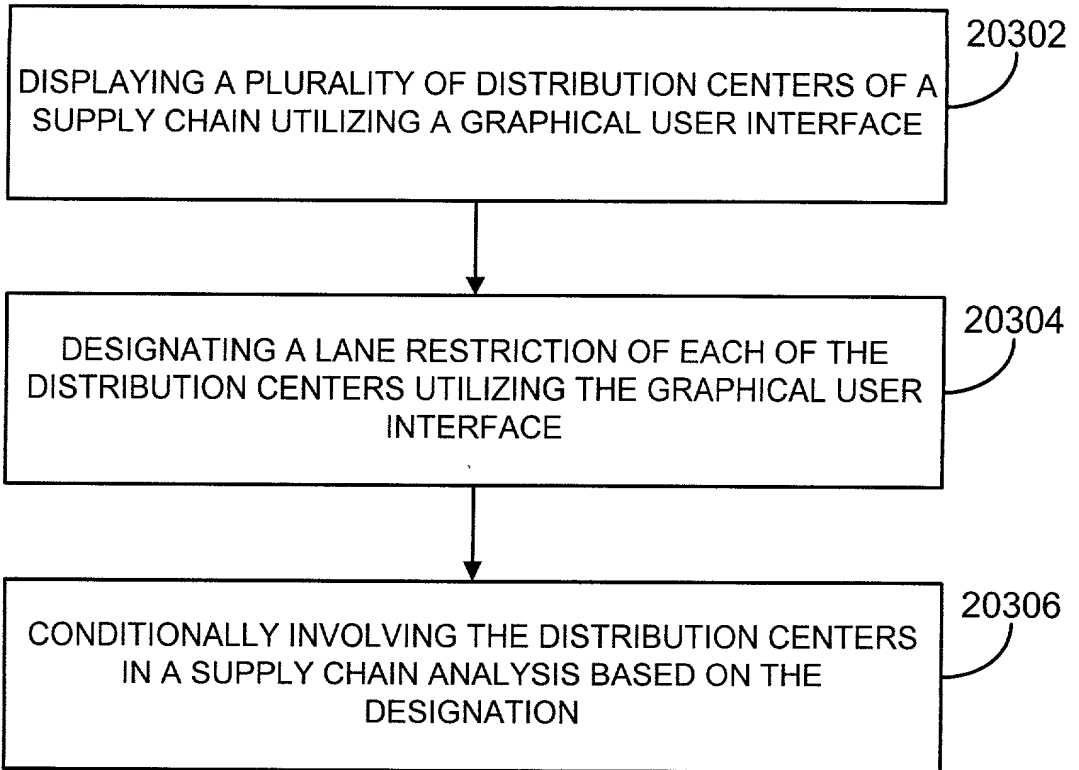 20302
DISPLAYING A PLURALITY OF DISTRIBUTION CENTERS OF A
SUPPLY CHAIN UTILIZING A GRAPHICAL USER INTERFACE
20304
DESIGNATING A LANE RESTRICTION OF EACH OF THE
DISTRIBUTION CENTERS UTILIZING THE GRAPHICAL USER
INTERFACE
20306
CONDITIONALLY INVOLVING THE DISTRIBUTION CENTERS
IN A SUPPLY CHAIN ANALYSIS BASED ON THE
DESIGNATION